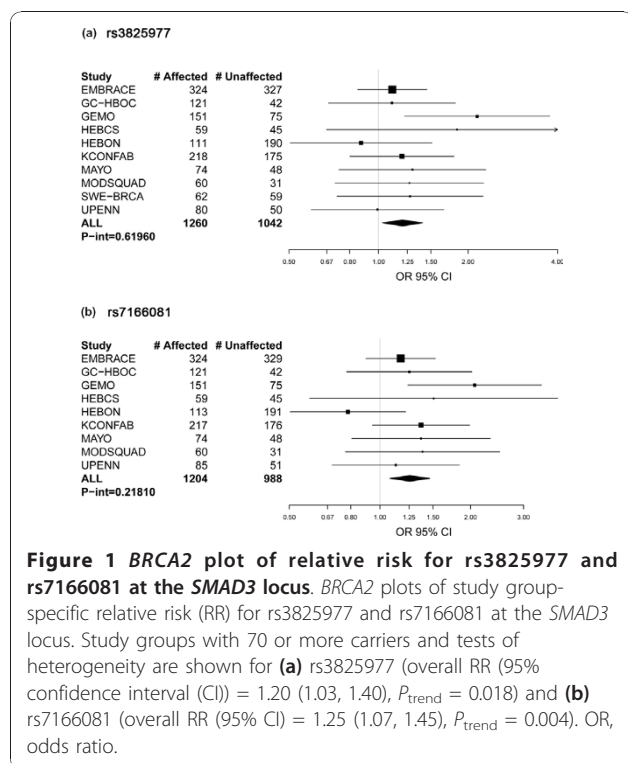 (a) rs3825977
Study # Affected # Unaffected
EMBRACE 324 327
GC−HBOC 121 42
GEMO 151 75
HEBCS 59 45
HEBON 111 190
KCONFAB 218 175
MAYO 74 48
MODSQUAD 60 31
SWE−BRCA 62 59
UPENN 80 50
ALL 1260 1042
P−int=0.61960
0.50 0.67 0.80 1.00 1.25 1.50 2.00 4.00
OR 95% CI
(b) rs7166081
Study # Affected # Unaffected
EMBRACE 324 329
GC−HBOC 121 42
GEMO 151 75
HEBCS 59 45
HEBON 113 191
KCONFAB 217 176
MAYO 74 48
MODSQUAD 60 31
UPENN 85 51
ALL 1204 988
P−int=0.21810
0.50 0.67 0.80 1.00 1.25 1.50 2.00 3.00
OR 95% CI
Figure 1 BRCA2 plot of relative risk for rs3825977 and
rs7166081 at the SMAD3 locus. BRCA2 plots of study group-
specific relative risk (RR) for rs3825977 and rs7166081 at the SMAD3
locus. Study groups with 70 or more carriers and tests of
heterogeneity are shown for (a) rs3825977 (overall RR (95%
confidence interval (CI)) = 1.20 (1.03, 1.40), Ptrend = 0.018) and (b)
rs7166081 (overall RR (95% CI) = 1.25 (1.07, 1.45), Ptrend = 0.004). OR,
odds ratio.